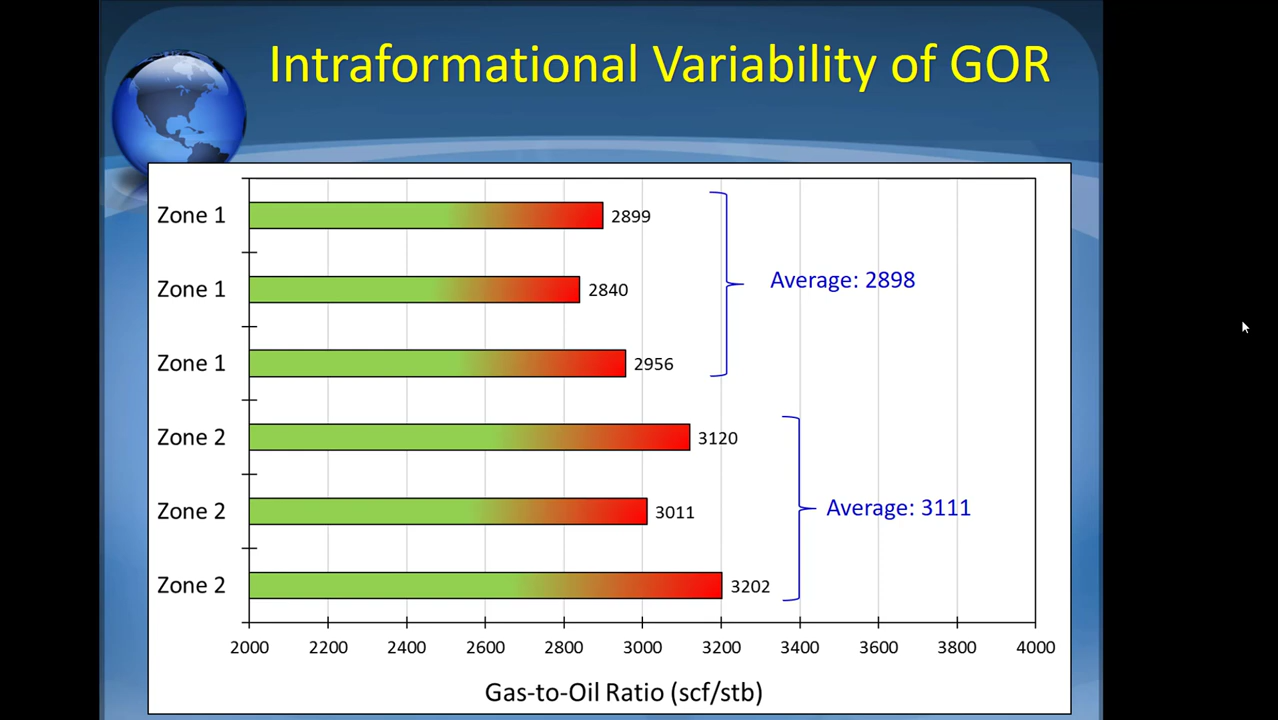 Intraformational Variability of GOR
Zone 1
2899
Zone 1
2840
Average: 2898
Zone 1
2956
Zone 2
3120
Zone 2
3011
Average: 3111
Zone 2
3202
2000 2200 2400 2600 2800 3000 3200 3400 3600 3800 4000
Gas-to-Oil Ratio (scf/stb)